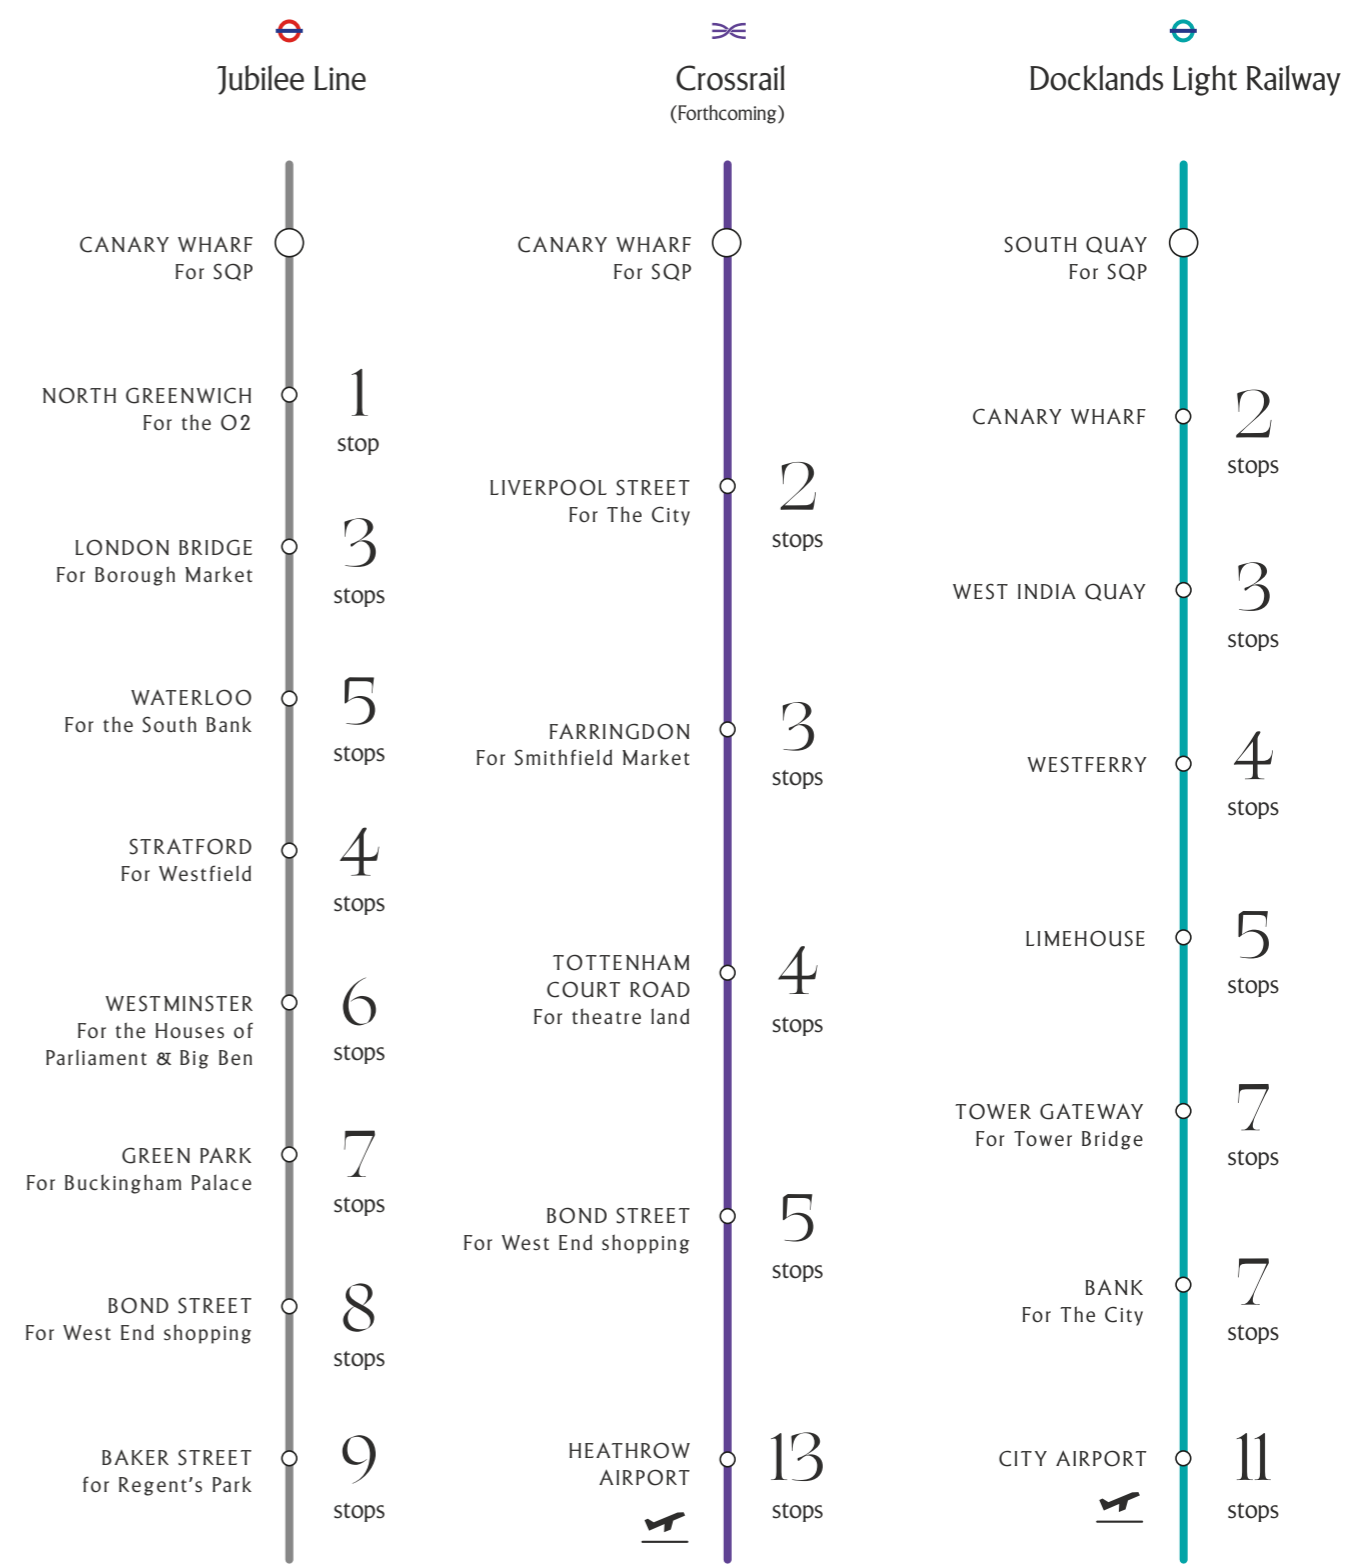 Jubilee Line
CANARY WHARF
For SQP
NORTH GREENWICH
For the O2
1
stop
LONDON BRIDGE
For Borough Market
3
stops
WATERLOO
For the South Bank
5
stops
STRATFORD
For Westfield
4
stops
WESTMINSTER
For the Houses of
Parliament & Big Ben
6
stops
GREEN PARK
For Buckingham Palace
7
stops
BOND STREET
For West End shopping
8
stops
BAKER STREET
for Regent's Park
9
stops
Crossrail
(Forthcoming)
CANARY WHARF
For SQP
LIVERPOOL STREET
For The City
2
stops
FARRINGDON
For Smithfield Market
3
stops
TOTTENHAM
COURT ROAD
For theatre land
4
stops
BOND STREET
For West End shopping
5
stops
HEATHROW
AIRPORT
13
stops
Docklands Light Railway
SOUTH QUAY
For SQP
CANARY WHARF
2
stops
WEST INDIA QUAY
3
stops
WESTFERRY
4
stops
LIMEHOUSE
5
stops
TOWER GATEWAY
For Tower Bridge
7
stops
BANK
For The City
7
stops
CITY AIRPORT
11
stops